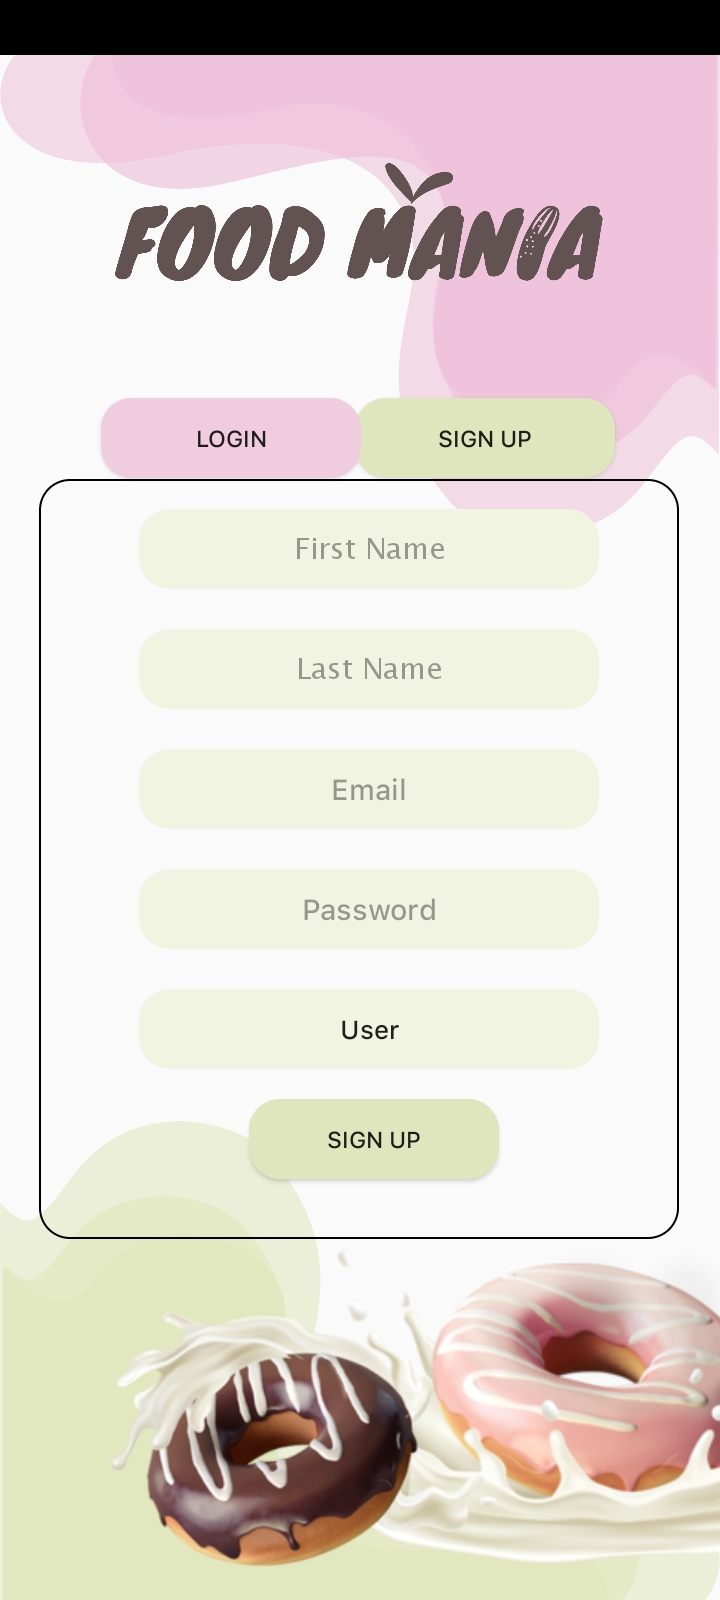 FOOD MANIA
LOGIN SIGN UP
First Name
Last Name
Email
Password
User
SIGN UP